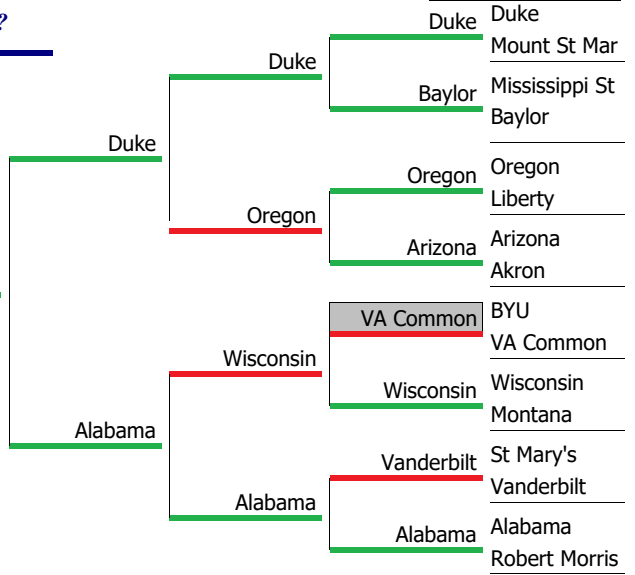 ?
Duke
Mount St Mar
Mississippi St
Baylor
Oregon
Liberty
Arizona
Akron
BYU
VA Common
Wisconsin
Montana
St Mary's
Vanderbilt
Alabama
Robert Morris
Duke
Baylor
Oregon
Arizona
VA Common
Wisconsin
Vanderbilt
Alabama
Duke
Oregon
Wisconsin
Alabama
Duke
Alabama